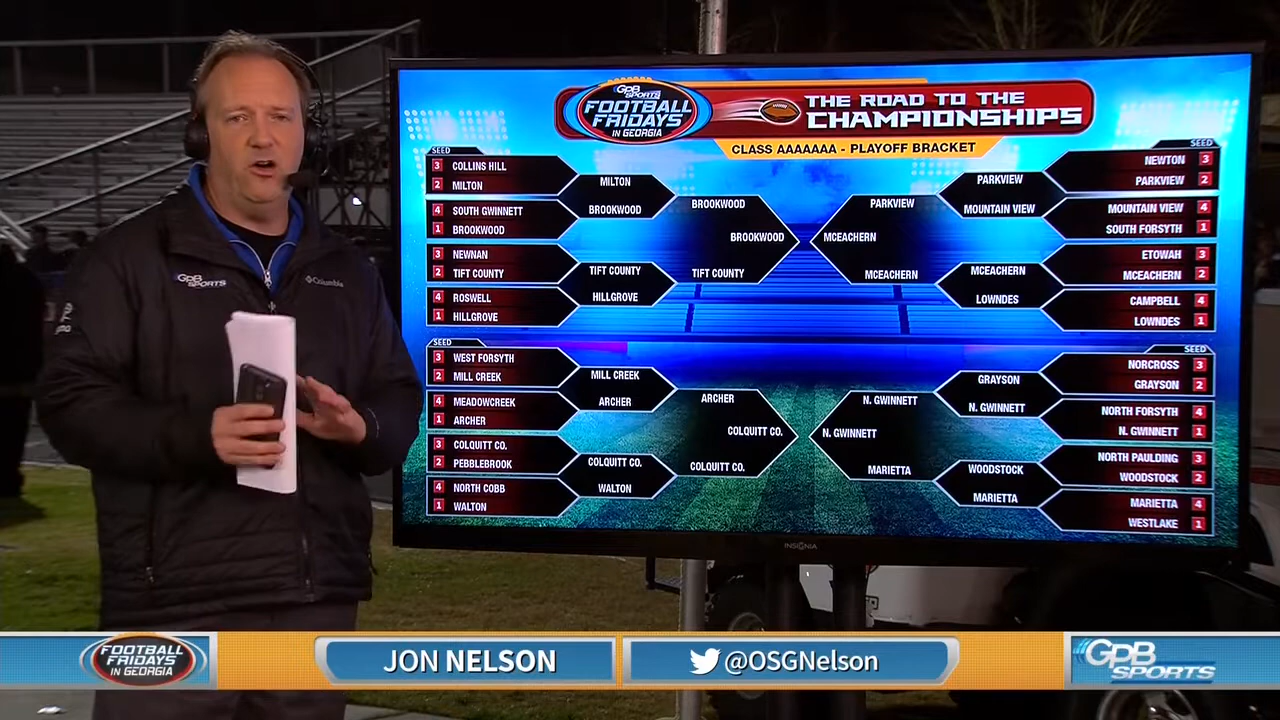 GPB
SPORTS
FOOTBALL
FRIDAYS
IN GEORGIA
THE ROAD TO THE
CHAMPIONSHIPS
CLASS AAAAAAA - PLAYOFF BRACKET
SEED
3 COLLINS HILL
2 MILTON
4 SOUTH GWINNETT
1 BROOKWOOD
3 NEWNAN
2 TIFT COUNTY
4 ROSWELL
1 HILLGROVE
MILTON
BROOKWOOD
TIFT COUNTY
HILLGROVE
BROOKWOOD
TIFT COUNTY
BROOKWOOD
SEED
3 WEST FORSYTH
2 MILL CREEK
4 MEADOWCREEK
1 ARCHER
3 COLQUITT CO.
2 PEBBLEBROOK
4 NORTH COBB
1 WALTON
MILL CREEK
ARCHER
COLQUITT CO.
WALTON
ARCHER
COLQUITT CO.
COLQUITT CO.
SEED
NEWTON 3
PARKVIEW 2
MOUNTAIN VIEW 4
SOUTH FORSYTH 1
ETOWAH 3
MCEACHERN 2
CAMPBELL 4
LOWNDES 1
PARKVIEW
MOUNTAIN VIEW
MCEACHERN
LOWNDES
PARKVIEW
MCEACHERN
MCEACHERN
SEED
NORCROSS 3
GRAYSON 2
NORTH FORSYTH 4
N. GWINNETT 1
NORTH PAULDING 3
WOODSTOCK 2
MARIETTA 4
WESTLAKE 1
GRAYSON
N. GWINNETT
WOODSTOCK
MARIETTA
N. GWINNETT
MARIETTA
N. GWINNETT
INSIGNIA
GPB
SPORTS
Columbia
FOOTBALL
FRIDAYS
IN GEORGIA
JON NELSON
@OSGNelson
GPB
SPORTS